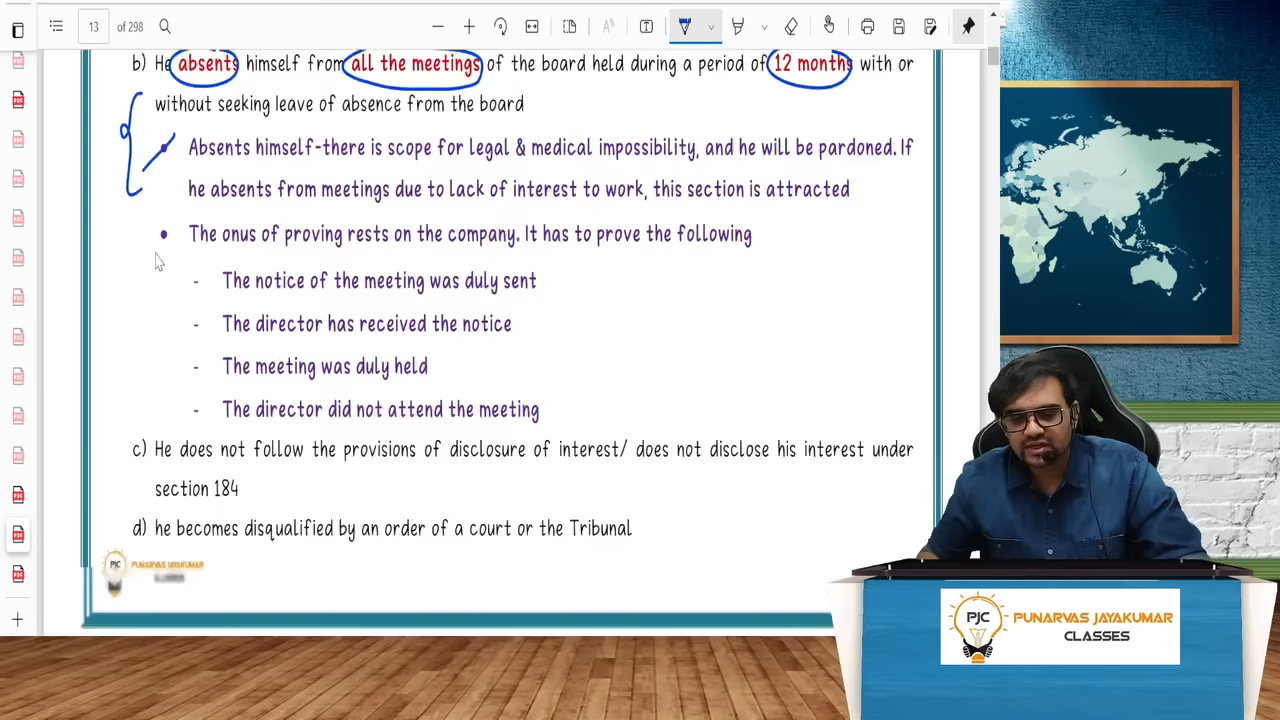 13 of 298
b) He absents himself from all the meetings of the board held during a period of 12 months with or
without seeking leave of absence from the board
• Absents himself-there is scope for legal & medical impossibility, and he will be pardoned. If
he absents from meetings due to lack of interest to work, this section is attracted
• The onus of proving rests on the company. It has to prove the following
- The notice of the meeting was duly sent
- The director has received the notice
- The meeting was duly held
- The director did not attend the meeting
c) He does not follow the provisions of disclosure of interest/ does not disclose his interest under
section 184
d) he becomes disqualified by an order of a court or the Tribunal
PJC PUNARVAS JAYAKUMAR
CLASSES
PJC PUNARVAS JAYAKUMAR
CLASSES